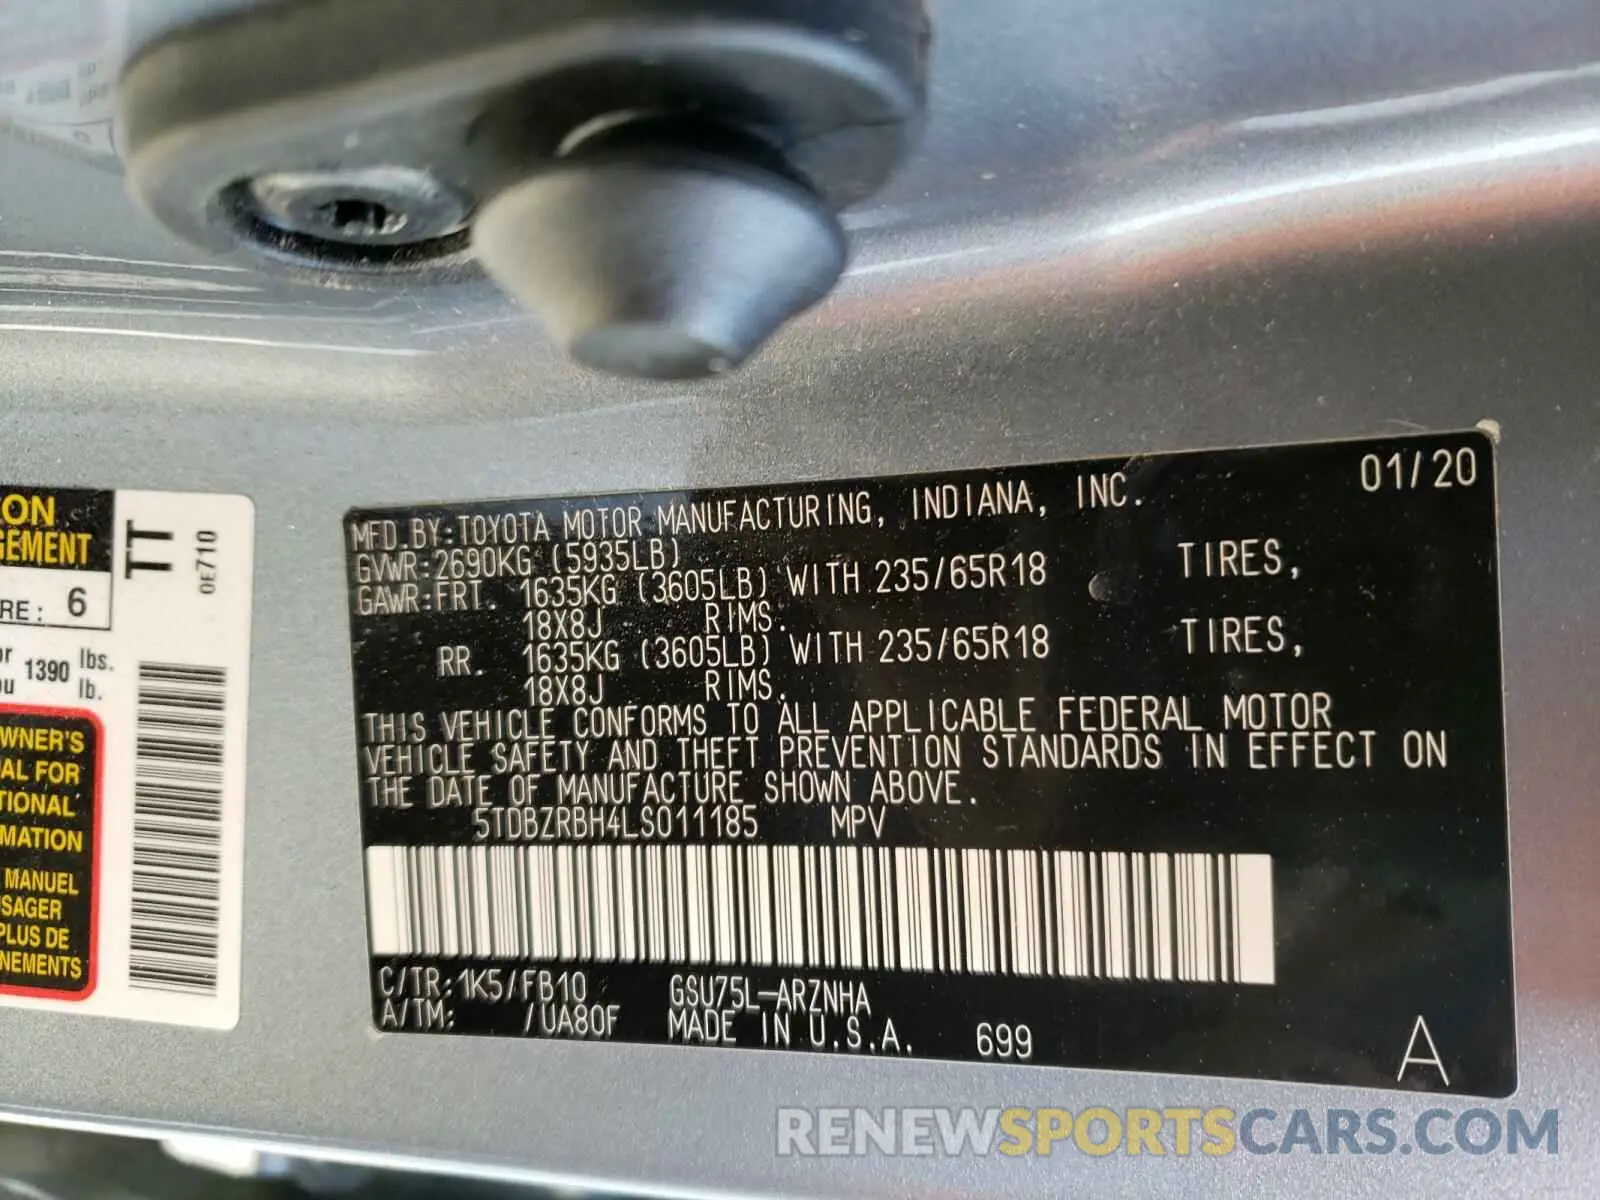 01/20
MFD.BY:TOYOTA MOTOR MANUFACTURING, INDIANA, INC.
GVWR:2690KG (5935LB)
GAWR:FRT. 1635KG (3605LB) WITH 235/65R18 TIRES,
18X8J RIMS.
RR. 1635KG (3605LB) WITH 235/65R18 TIRES,
18X8J RIMS.
THIS VEHICLE CONFORMS TO ALL APPLICABLE FEDERAL MOTOR
VEHICLE SAFETY AND THEFT PREVENTION STANDARDS IN EFFECT ON
THE DATE OF MANUFACTURE SHOWN ABOVE.
5TDBZRBH4LS011185 MPV
C/TR:1K5/FB10 GSU75L-ARZNHA
A/TM: /UA80F MADE IN U.S.A. 699
A
ON
GEMENT
RE: 6
or 1390 lbs.
ou lb.
WNER'S
AL FOR
TIONAL
MATION
MANUEL
SAGER
PLUS DE
NEMENTS
TT
0E710
RENEWSPORTSCARS.COM